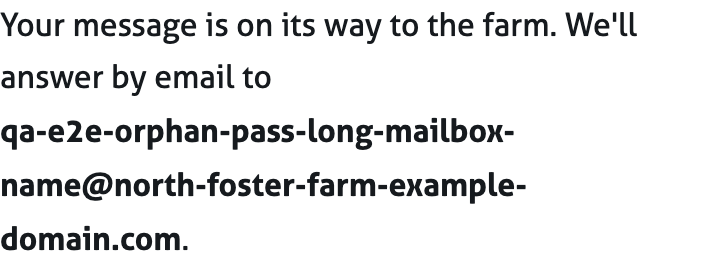 Your message is on its way to the farm. We'll
answer by email to
qa-e2e-orphan-pass-long-mailbox-
name@north-foster-farm-example-
domain.com.